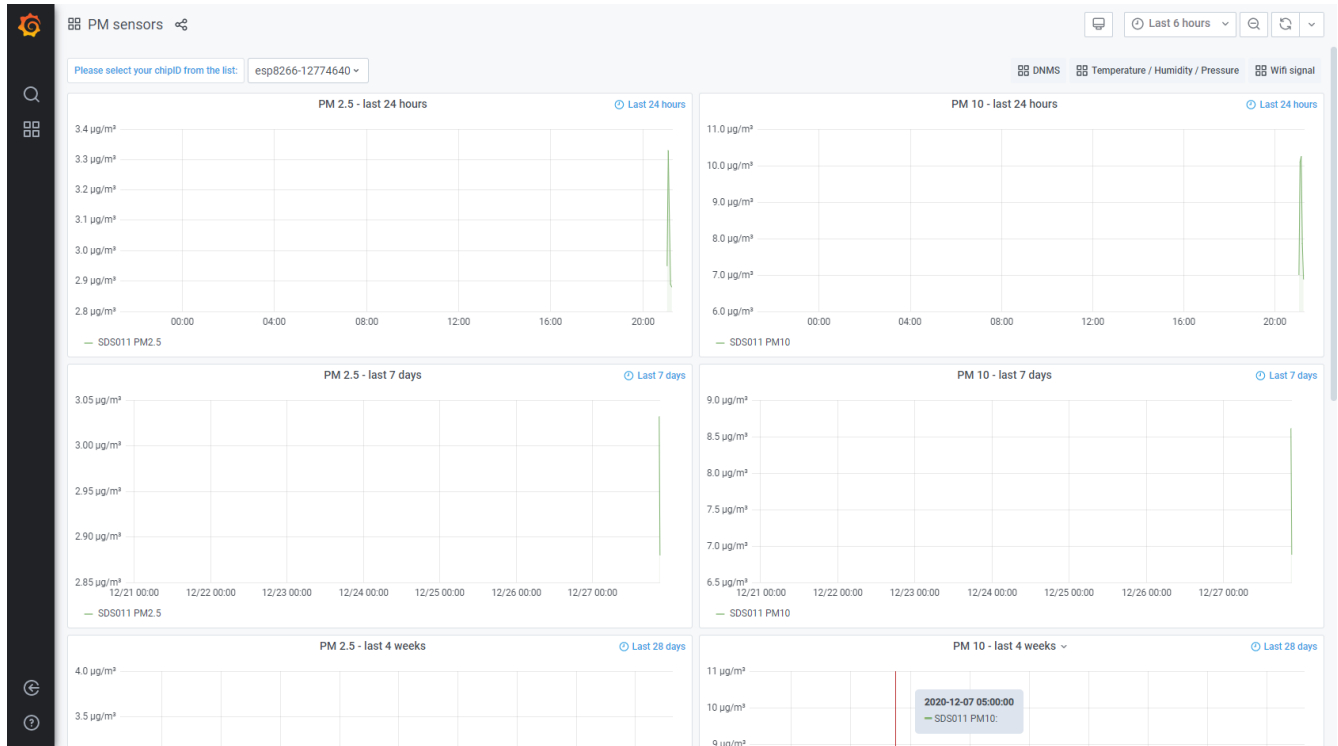 PM sensors
Last 6 hours
Please select your chipID from the list: esp8266-12774640
DNMS Temperature / Humidity / Pressure Wifi signal
PM 2.5 - last 24 hours
Last 24 hours
3.4 µg/m³
3.3 µg/m³
3.2 µg/m³
3.1 µg/m³
3.0 µg/m³
2.9 µg/m³
2.8 µg/m³
00:00 04:00 08:00 12:00 16:00 20:00
SDS011 PM2.5
PM 10 - last 24 hours
Last 24 hours
11.0 µg/m³
10.0 µg/m³
9.0 µg/m³
8.0 µg/m³
7.0 µg/m³
6.0 µg/m³
00:00 04:00 08:00 12:00 16:00 20:00
SDS011 PM10
PM 2.5 - last 7 days
Last 7 days
3.05 µg/m³
3.00 µg/m³
2.95 µg/m³
2.90 µg/m³
2.85 µg/m³
12/21 00:00 12/22 00:00 12/23 00:00 12/24 00:00 12/25 00:00 12/26 00:00 12/27 00:00
SDS011 PM2.5
PM 10 - last 7 days
Last 7 days
9.0 µg/m³
8.5 µg/m³
8.0 µg/m³
7.5 µg/m³
7.0 µg/m³
6.5 µg/m³
12/21 00:00 12/22 00:00 12/23 00:00 12/24 00:00 12/25 00:00 12/26 00:00 12/27 00:00
SDS011 PM10
PM 2.5 - last 4 weeks
Last 28 days
4.0 µg/m³
3.5 µg/m³
PM 10 - last 4 weeks
Last 28 days
11 µg/m³
10 µg/m³
9 µg/m³
2020-12-07 05:00:00
SDS011 PM10: